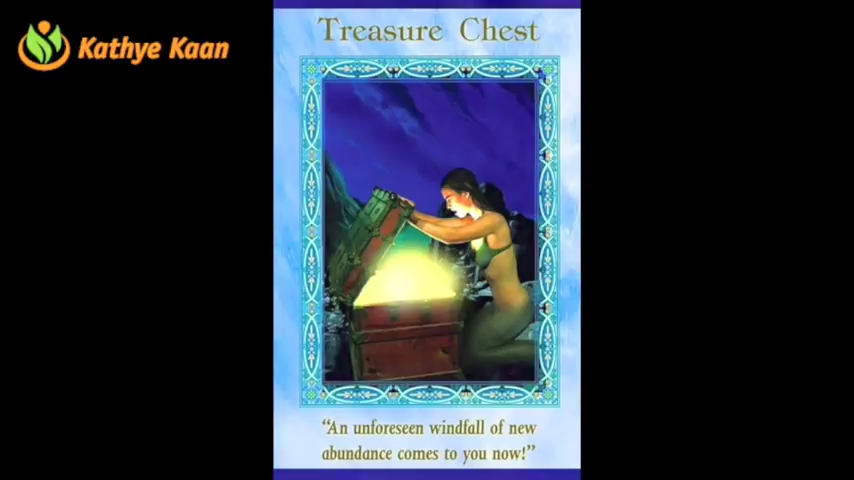 Kathye Kaan
Treasure Chest
“An unforeseen windfall of new
abundance comes to you now!”